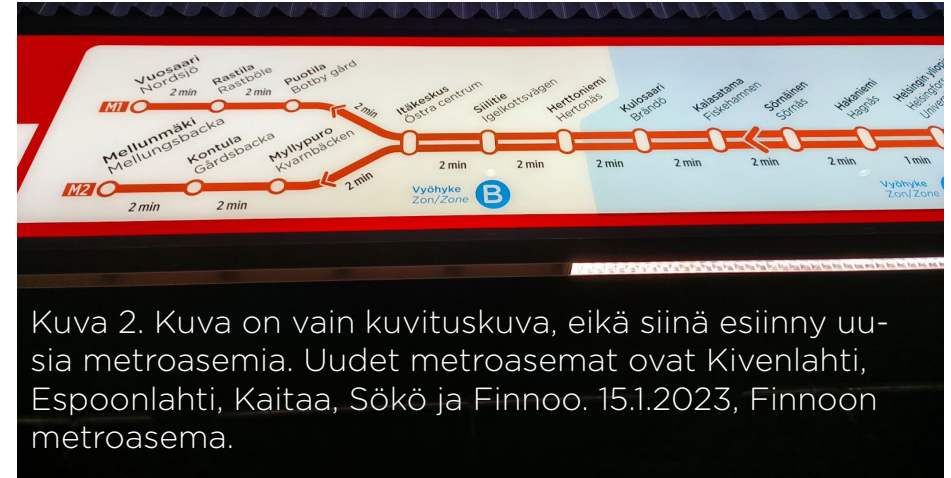 Vuosaari
Nordsjö
Rastila
Rastböle
Puotila
Botby gård
M1
2 min
2 min
2 min
Mellunmäki
Mellungsbacka
Kontula
Gårdsbacka
Myllypuro
Kvarnbäcken
M2
2 min
2 min
2 min
Itäkeskus
Östra centrum
Siilitie
Igelkottsvägen
Herttoniemi
Hertonäs
Kulosaari
Brändö
Kalasatama
Fiskehamnen
Sörnäinen
Sörnäs
Hakaniemi
Hagnäs
Helsingin
2 min
2 min
2 min
2 min
2 min
2 min
1 min
Vyöhyke
Zon/Zone
B
Vyöhyke
Zon/Zone
Kuva 2. Kuva on vain kuvituskuva, eikä siinä esiinny uu-
sia metroasemia. Uudet metroasemat ovat Kivenlahti,
Espoonlahti, Kaitaa, Sökö ja Finnoo. 15.1.2023, Finnoon
metroasema.